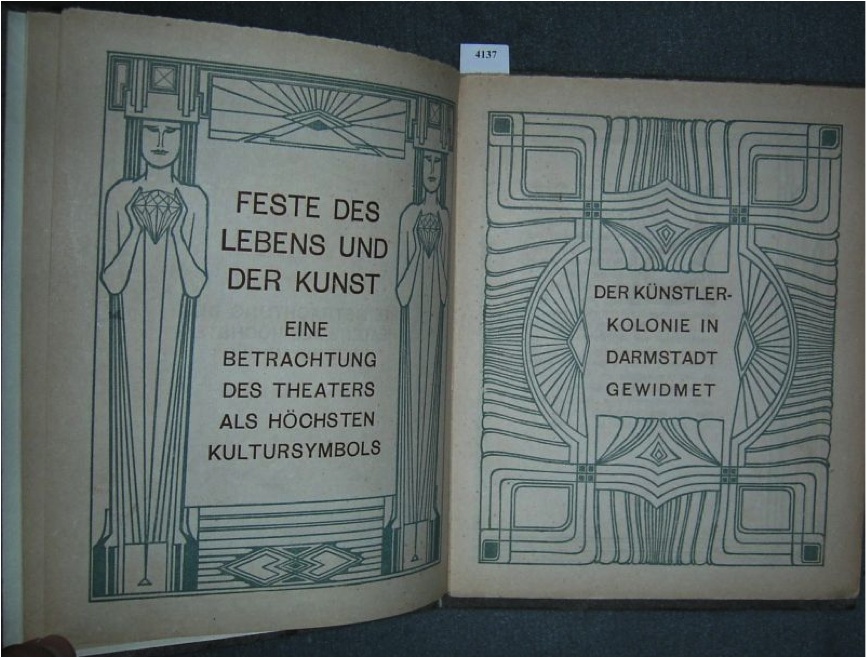 4137
FESTE DES
LEBENS UND
DER KUNST
EINE
BETRACHTUNG
DES THEATERS
ALS HÖCHSTEN
KULTURSYMBOLS
DER KÜNSTLER-
KOLONIE IN
DARMSTADT
GEWIDMET